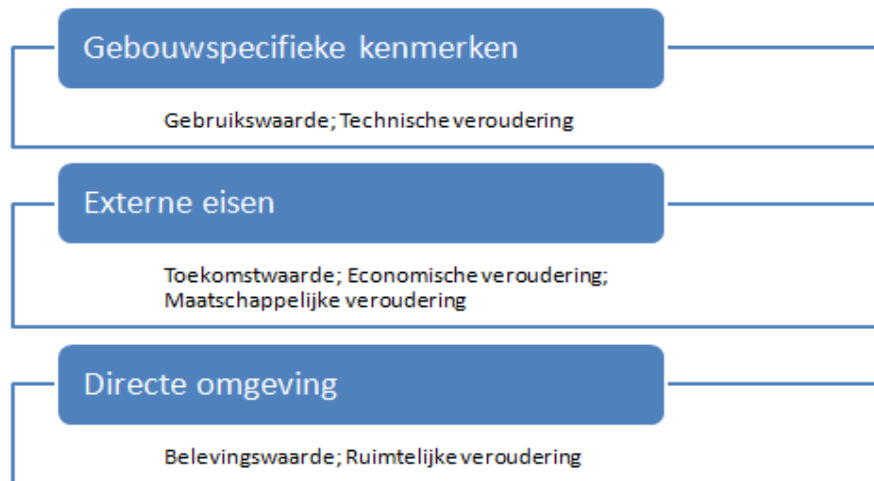 Gebouwspecifieke kenmerken
Gebruikswaarde; Technische veroudering
Externe eisen
Toekomstwaarde; Economische veroudering;
Maatschappelijke veroudering
Directe omgeving
Belevingswaarde; Ruimtelijke veroudering